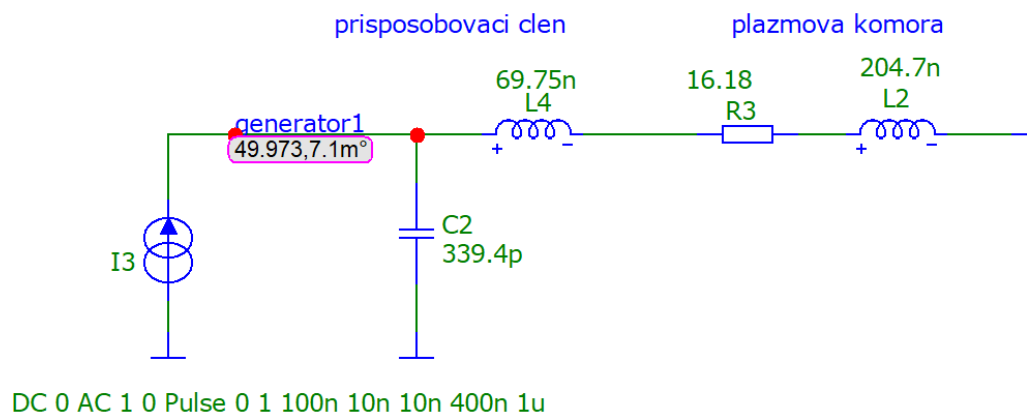 prisposobovaci clen
plazmova komora
69.75n
L4
16.18
R3
204.7n
L2
generator1
49.973,7.1m°
+
−
+
−
I3
C2
339.4p
DC 0 AC 1 0 Pulse 0 1 100n 10n 10n 400n 1u